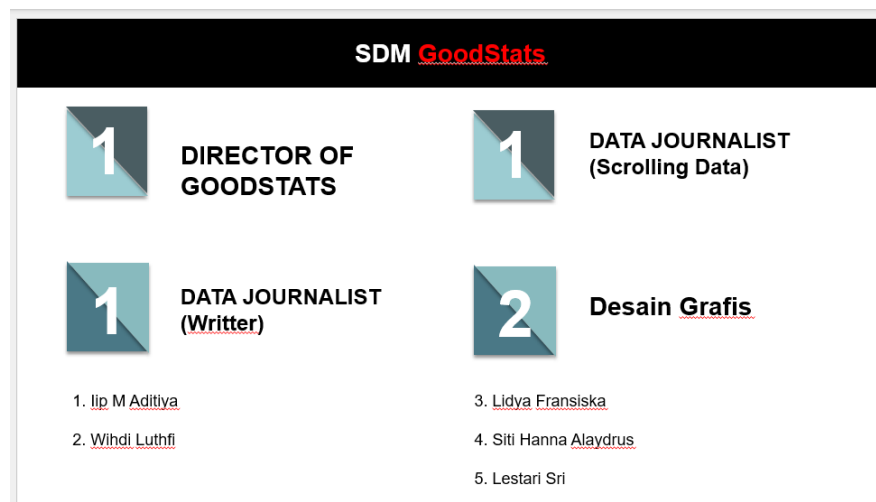 SDM GoodStats
1
DIRECTOR OF
GOODSTATS
1
DATA JOURNALIST
(Scrolling Data)
1
DATA JOURNALIST
(Writter)
2
Desain Grafis
1. Iip M Aditiya
2. Wihdi Luthfi
3. Lidya Fransiska
4. Siti Hanna Alaydrus
5. Lestari Sri